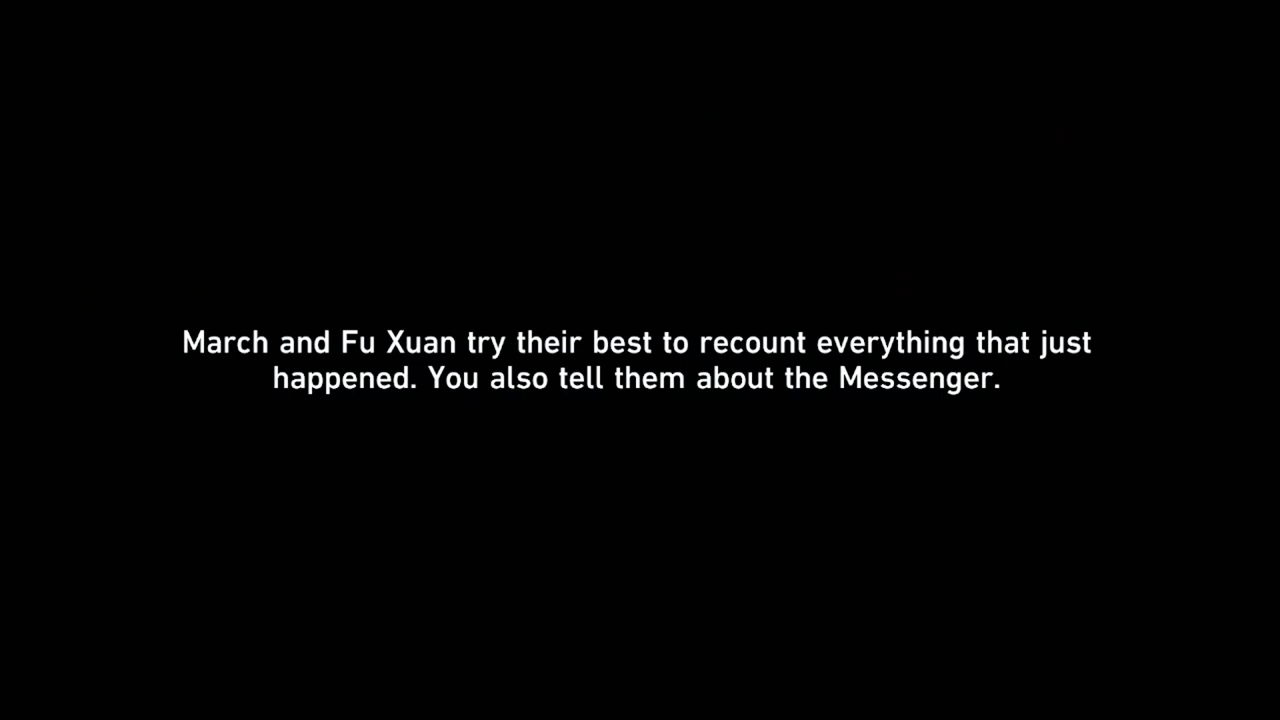 March and Fu Xuan try their best to recount everything that just
happened. You also tell them about the Messenger.